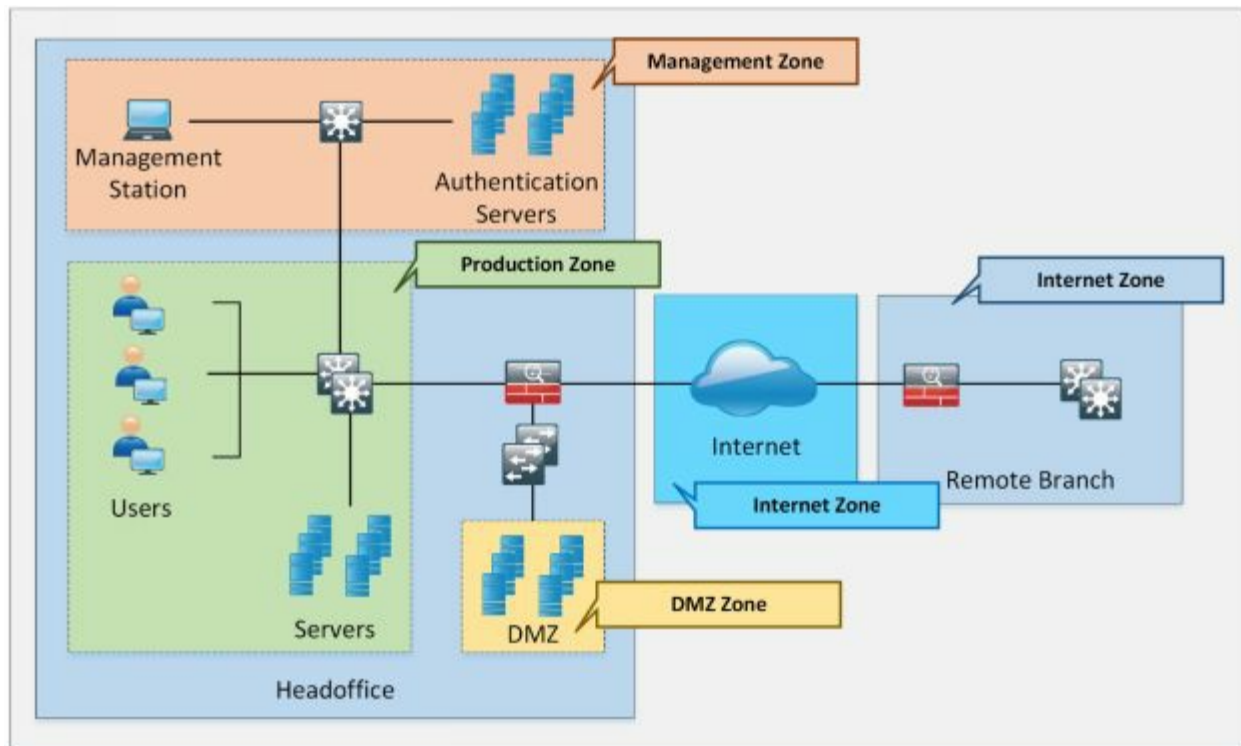 Management Zone
Management
Station
Authentication
Servers
Production Zone
Users
Servers
DMZ
DMZ Zone
Headoffice
Internet
Internet Zone
Internet Zone
Remote Branch